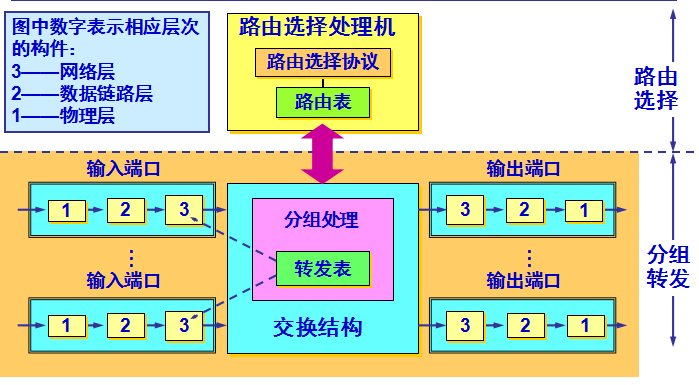 图中数字表示相应层次
的构件：
3——网络层
2——数据链路层
1——物理层
路由选择处理机
路由选择协议
路由表
路由
选择
输入端口
1 2 3
输入端口
1 2 3
分组处理
转发表
交换结构
输出端口
3 2 1
输出端口
3 2 1
分组
转发